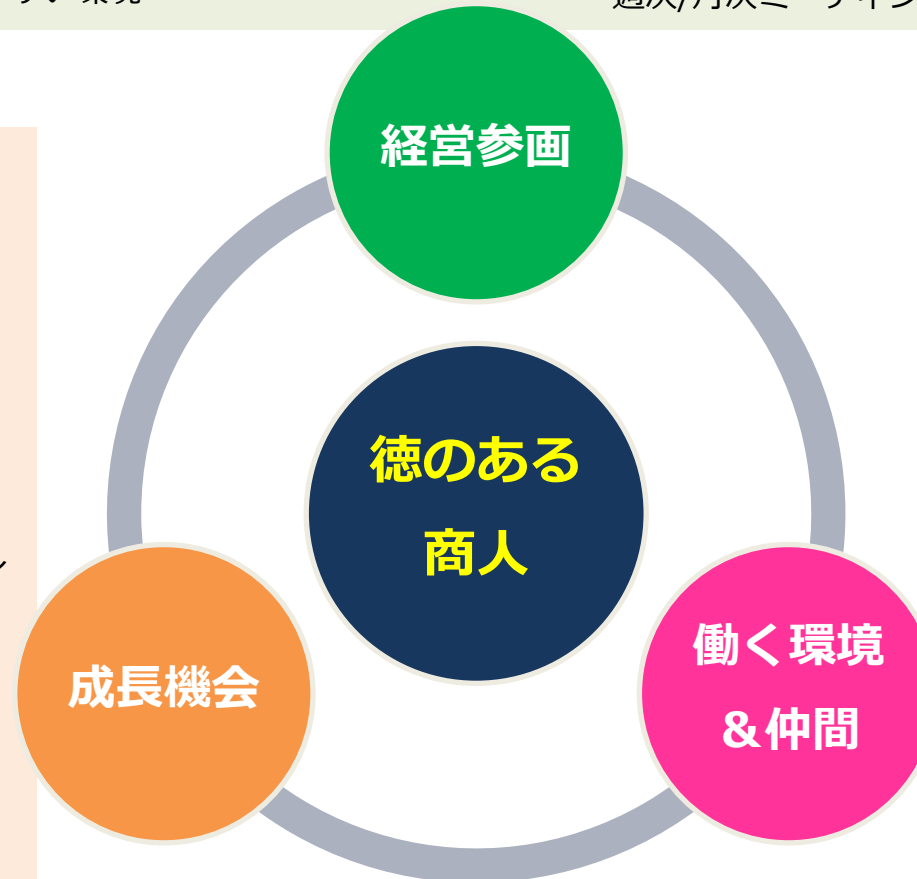 経営参画
徳のある
商人
成長機会
働く環境
&仲間